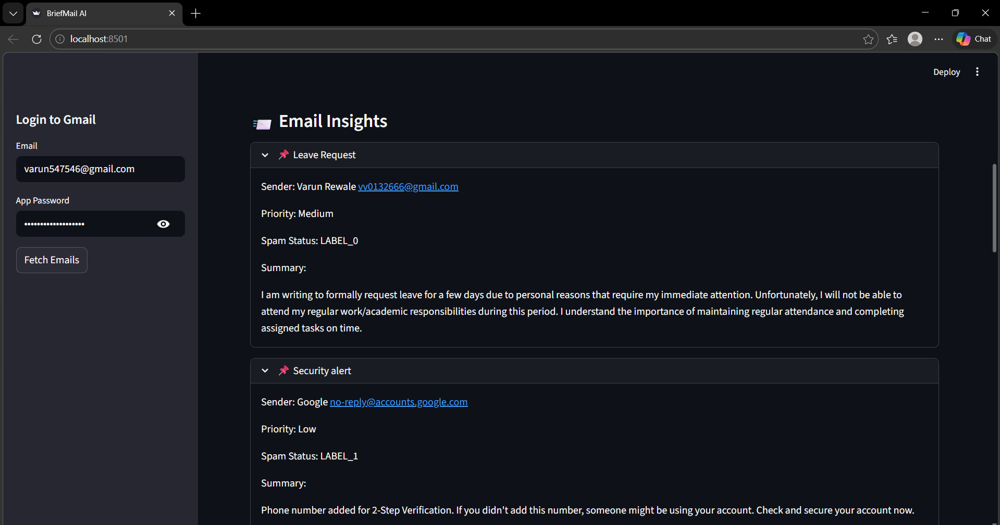 BriefMail AI
localhost:8501
Chat
Deploy
Login to Gmail
Email
varun547546@gmail.com
App Password
Fetch Emails
Email Insights
Leave Request
Sender: Varun Rewale vv0132666@gmail.com
Priority: Medium
Spam Status: LABEL_0
Summary:
I am writing to formally request leave for a few days due to personal reasons that require my immediate attention. Unfortunately, I will not be able to
attend my regular work/academic responsibilities during this period. I understand the importance of maintaining regular attendance and completing
assigned tasks on time.
Security alert
Sender: Google no-reply@accounts.google.com
Priority: Low
Spam Status: LABEL_1
Summary:
Phone number added for 2-Step Verification. If you didn't add this number, someone might be using your account. Check and secure your account now.